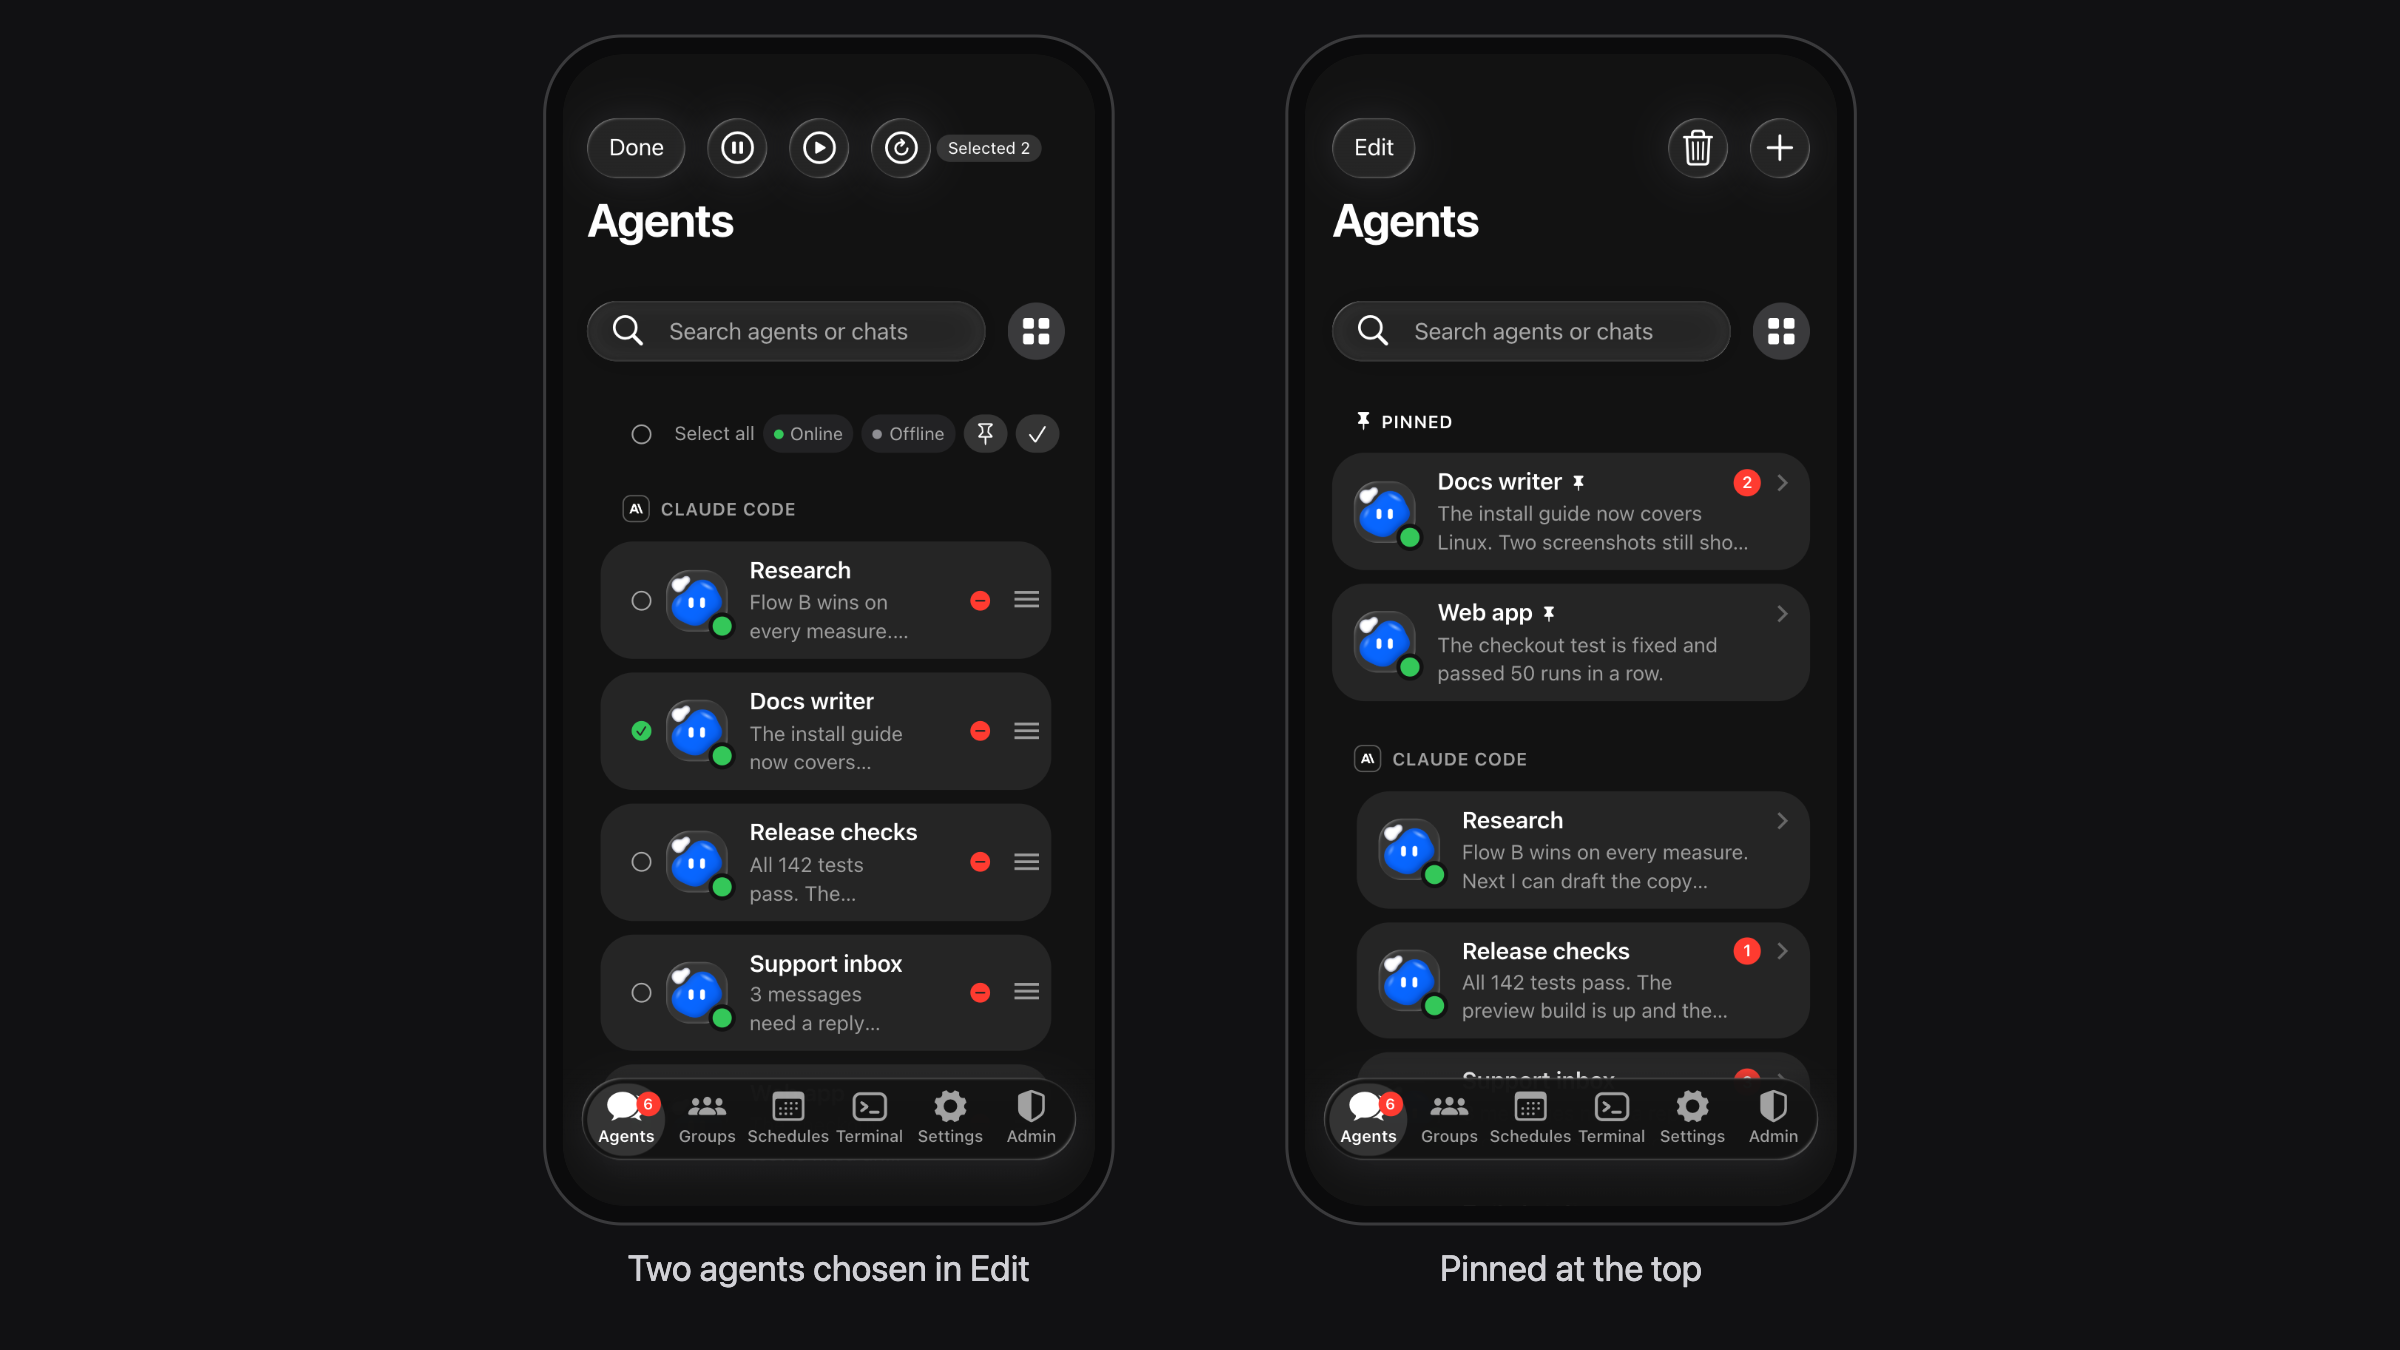 Done
Selected 2
Agents
Search agents or chats
Select all
Online
Offline
CLAUDE CODE
Research
Flow B wins on
every measure....
Docs writer
The install guide
now covers...
Release checks
All 142 tests
pass. The...
Support inbox
3 messages
need a reply...
6
Agents
Groups
Schedules
Terminal
Settings
Admin
Two agents chosen in Edit
Edit
Agents
Search agents or chats
PINNED
Docs writer
2
The install guide now covers
Linux. Two screenshots still sho...
Web app
The checkout test is fixed and
passed 50 runs in a row.
CLAUDE CODE
Research
Flow B wins on every measure.
Next I can draft the copy...
Release checks
1
All 142 tests pass. The
preview build is up and the...
Support inbox
6
Agents
Groups
Schedules
Terminal
Settings
Admin
Pinned at the top